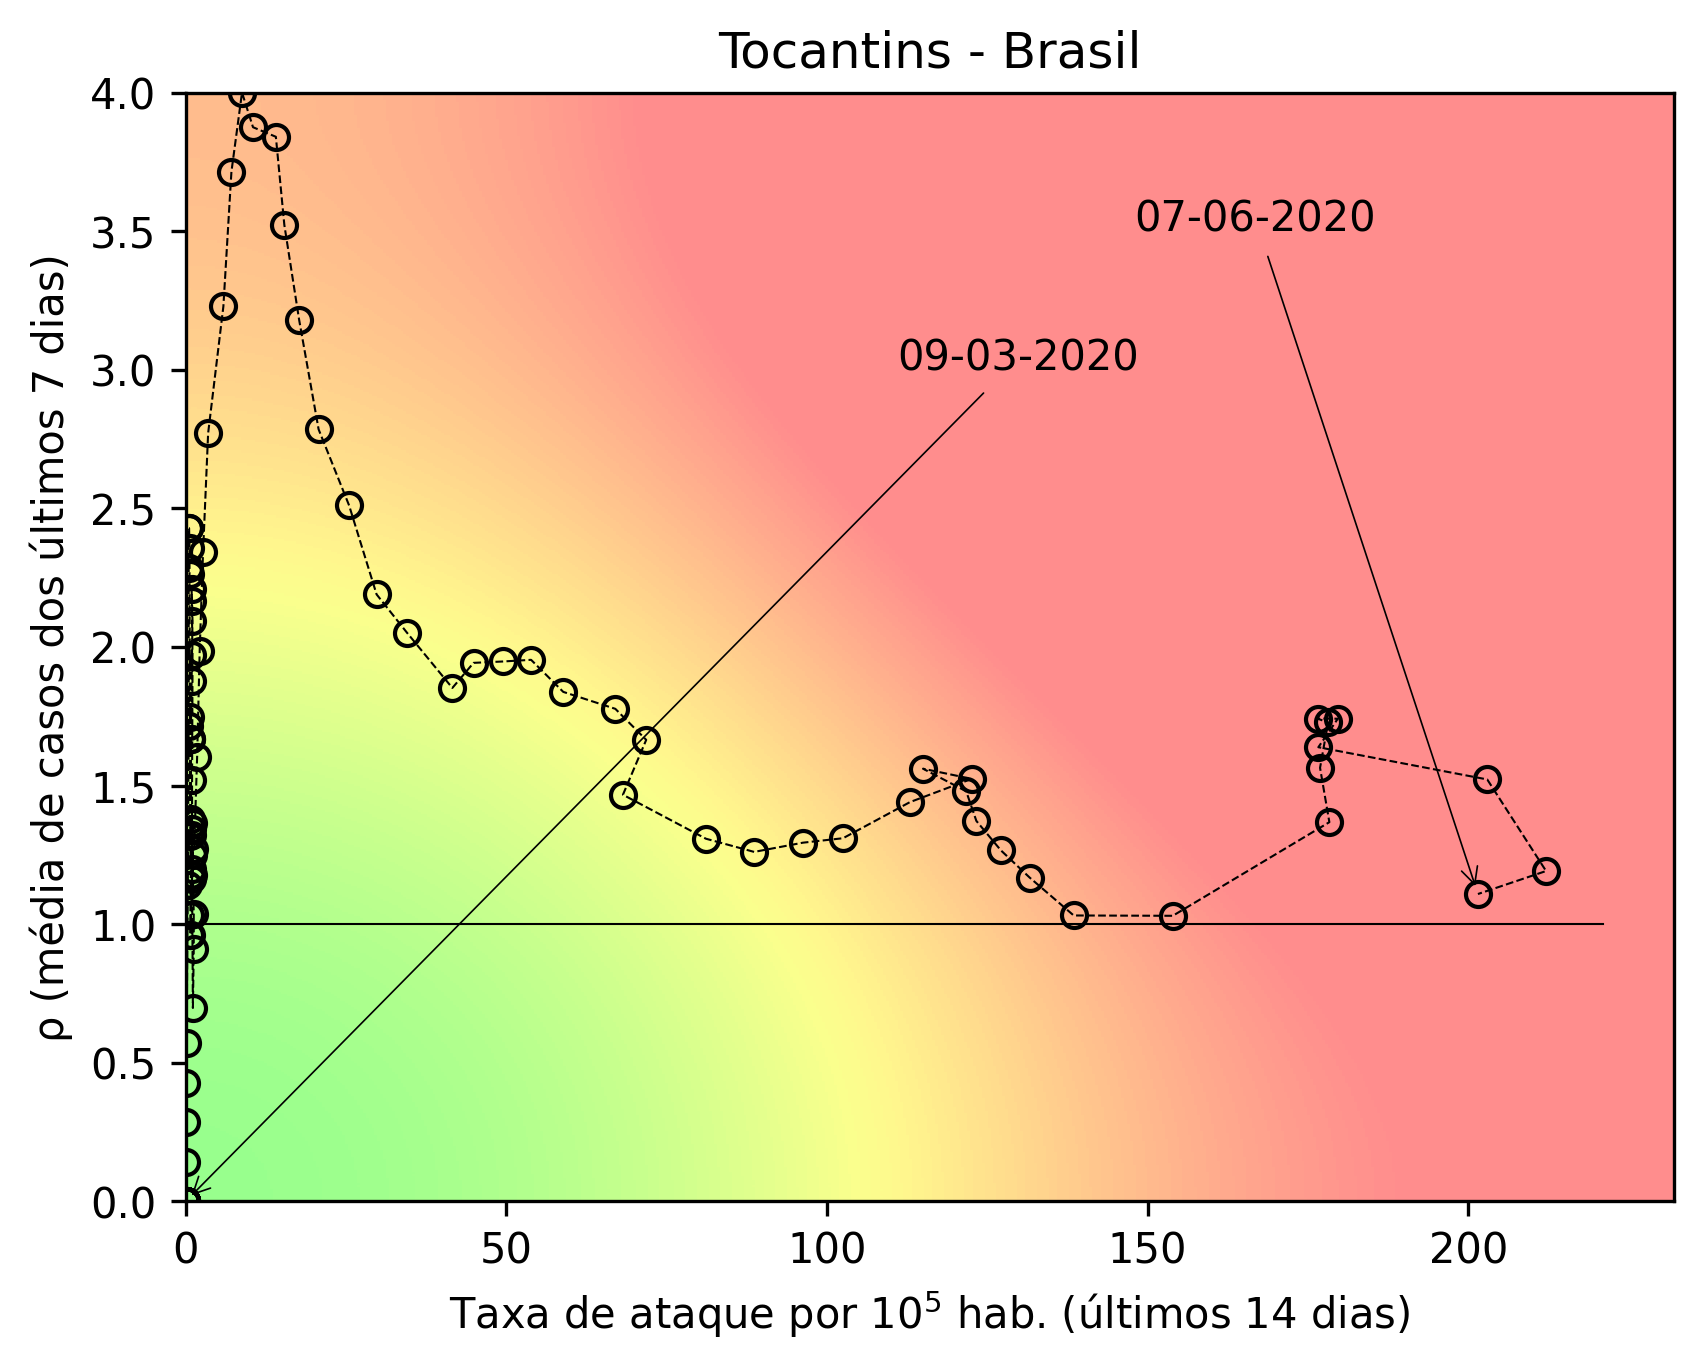 Tocantins - Brasil
4.0
3.5
3.0
2.5
2.0
1.5
1.0
0.5
0.0
ρ (média de casos dos últimos 7 dias)
07-06-2020
09-03-2020
0 50 100 150 200
Taxa de ataque por 10⁵ hab. (últimos 14 dias)